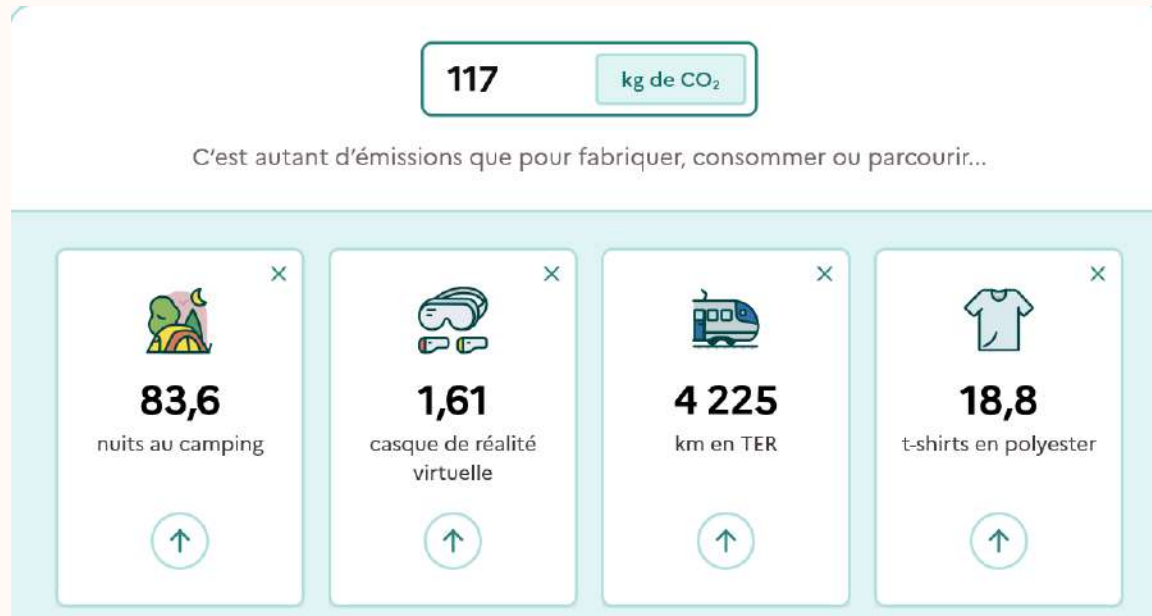 117 kg de CO₂
C'est autant d'émissions que pour fabriquer, consommer ou parcourir...
83,6
nuits au camping
1,61
casque de réalité
virtuelle
4 225
km en TER
18,8
t-shirts en polyester